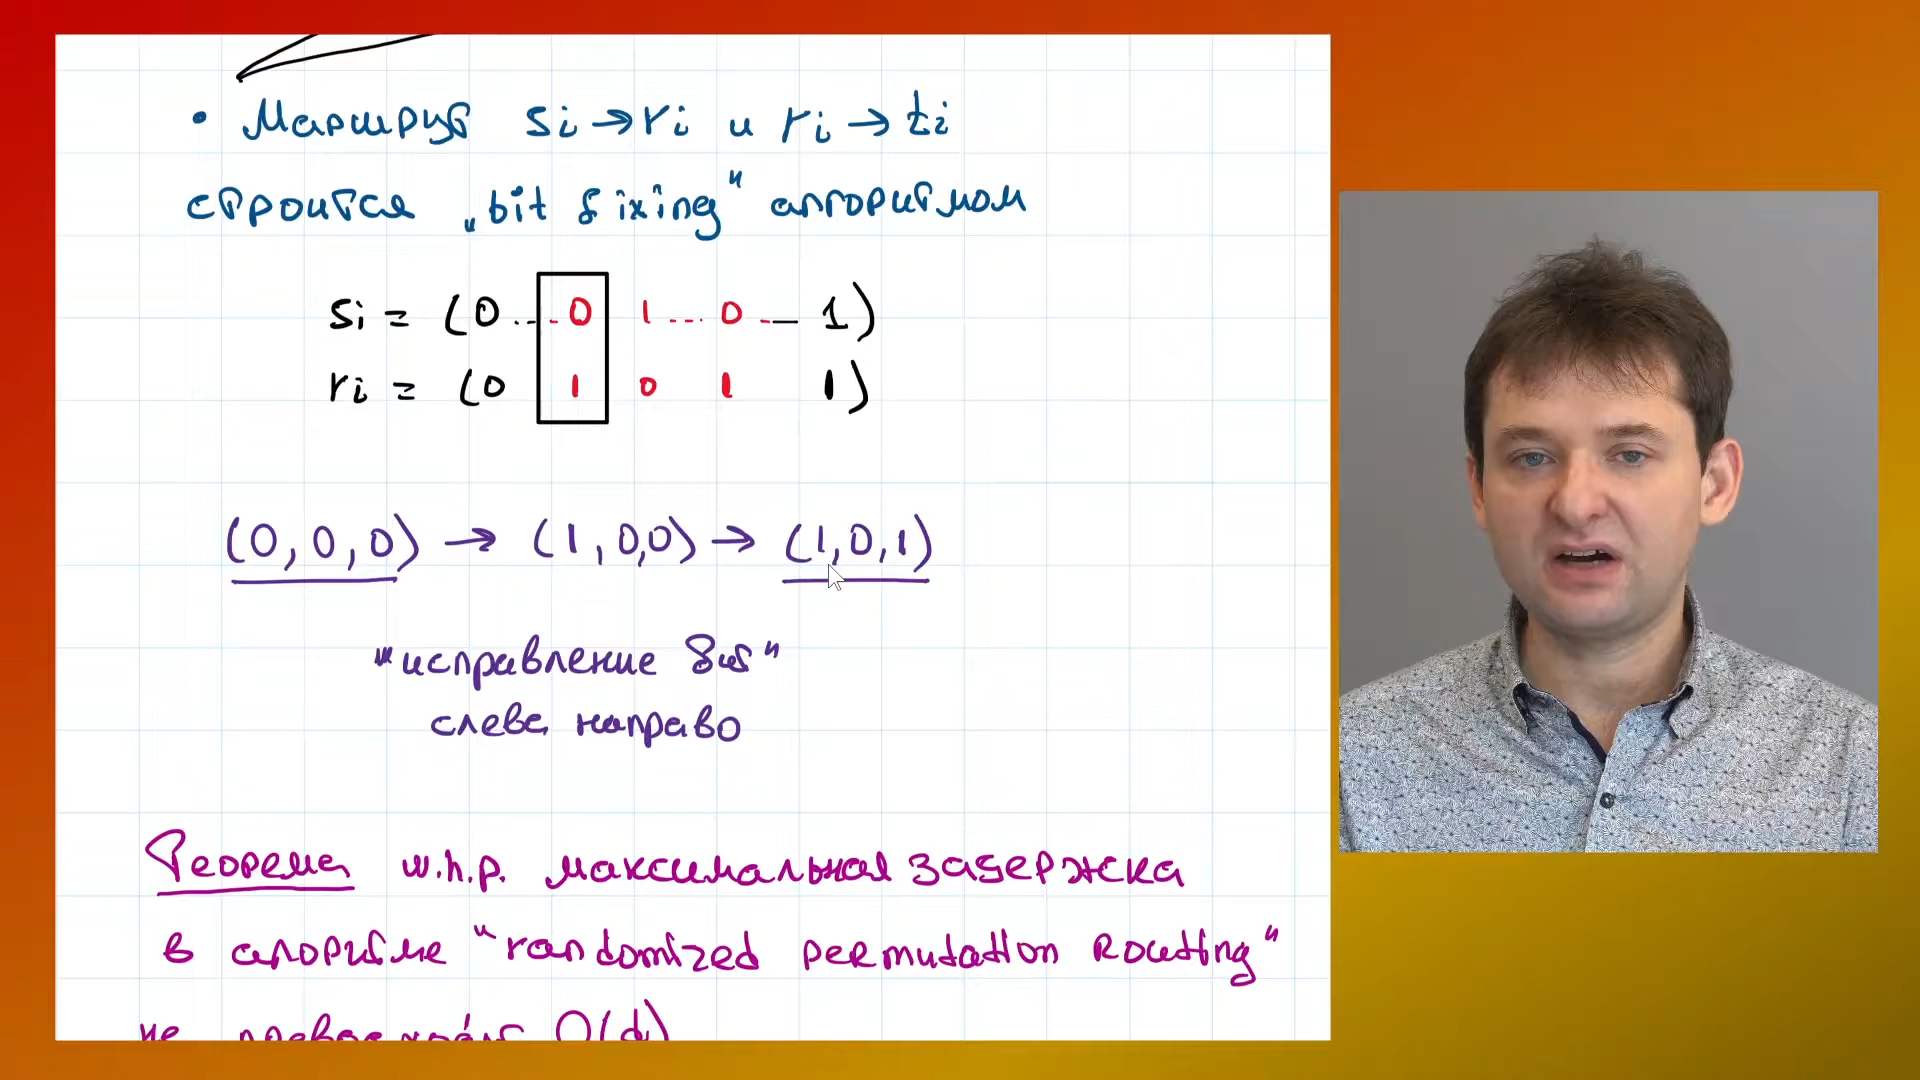 • Маршрут si → ri и ri → ti
строится „bit fixing" алгоритмом
si = (0 ... 0 1 ... 0 ... 1)
ri = (0 1 0 1 1)
(0, 0, 0) → (1, 0, 0) → (1, 0, 1)
"исправление бит"
слева направо
Теорема w.h.p. максимальная задержка
в алгоритме "randomized permutation routing"
не превосходит O(d)